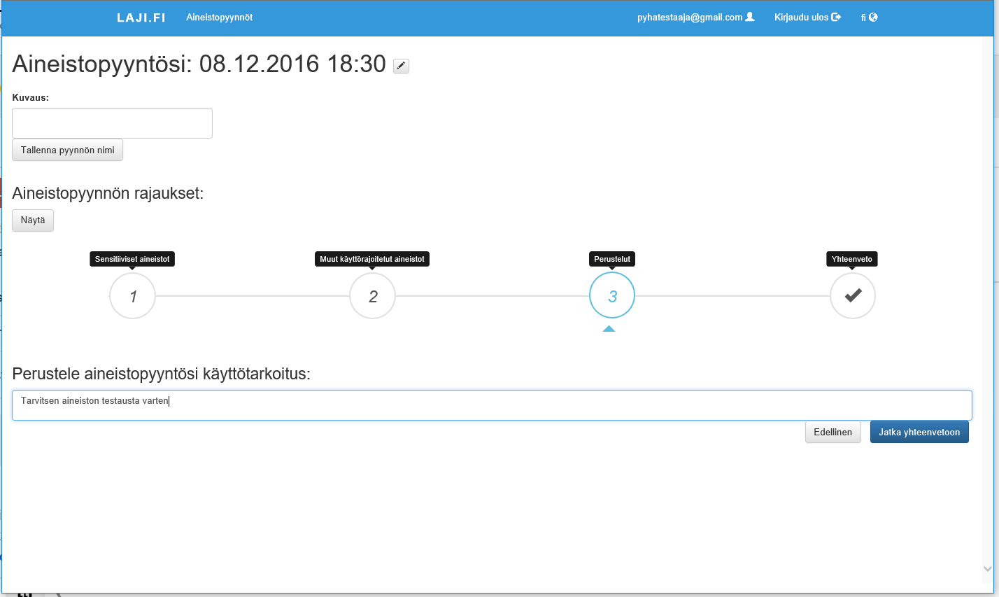 LAJI.FI Aineistopyynnöt pyhatestaaja@gmail.com Kirjaudu ulos fi
Aineistopyyntösi: 08.12.2016 18:30
Kuvaus:
Tallenna pyynnön nimi
Aineistopyynnön rajaukset:
Näytä
Sensitiiviset aineistot Muut käyttörajoitetut aineistot Perustelut Yhteenveto
1 2 3
Perustele aineistopyyntösi käyttötarkoitus:
Tarvitsen aineiston testausta varten
Edellinen Jatka yhteenvetoon